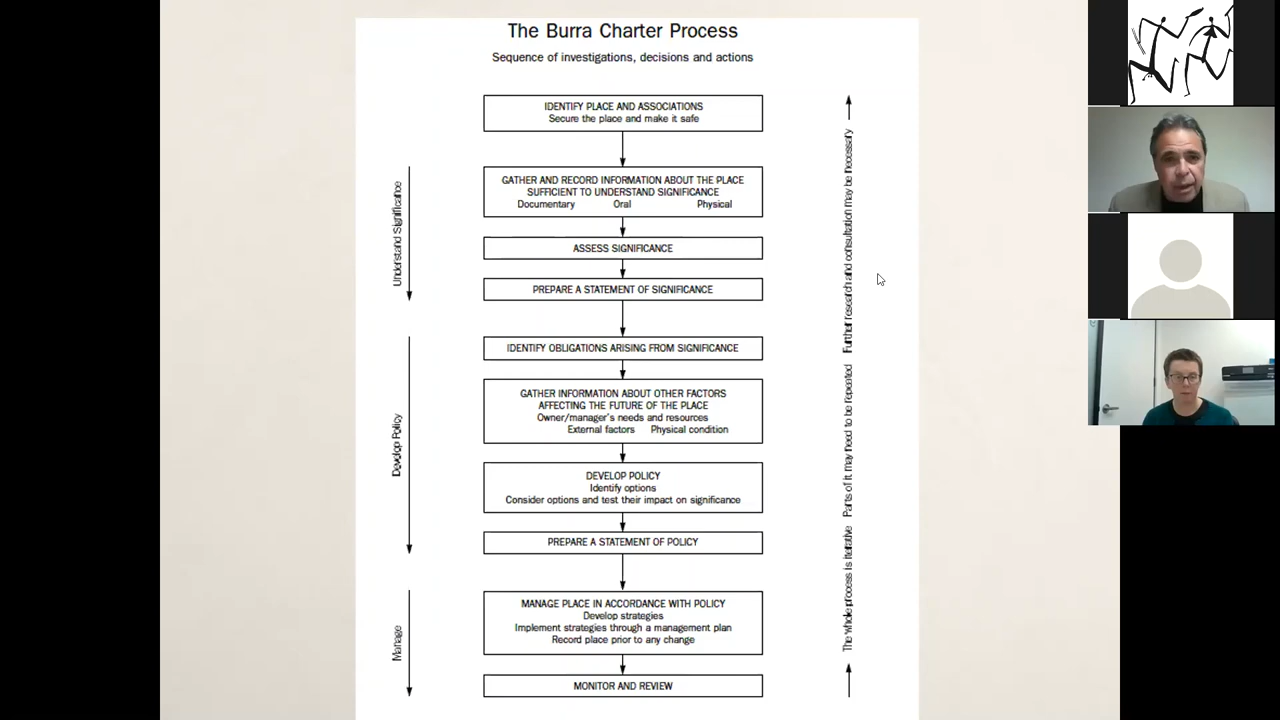 The Burra Charter Process
Sequence of investigations, decisions and actions
IDENTIFY PLACE AND ASSOCIATIONS
Secure the place and make it safe
Understand Significance
GATHER AND RECORD INFORMATION ABOUT THE PLACE
SUFFICIENT TO UNDERSTAND SIGNIFICANCE
Documentary Oral Physical
ASSESS SIGNIFICANCE
PREPARE A STATEMENT OF SIGNIFICANCE
Develop Policy
IDENTIFY OBLIGATIONS ARISING FROM SIGNIFICANCE
GATHER INFORMATION ABOUT OTHER FACTORS
AFFECTING THE FUTURE OF THE PLACE
Owner/manager's needs and resources
External factors Physical condition
DEVELOP POLICY
Identify options
Consider options and test their impact on significance
PREPARE A STATEMENT OF POLICY
Manage
MANAGE PLACE IN ACCORDANCE WITH POLICY
Develop strategies
Implement strategies through a management plan
Record place prior to any change
MONITOR AND REVIEW
The whole process is iterative Parts of it may need to be repeated Further research and consultation may be necessary